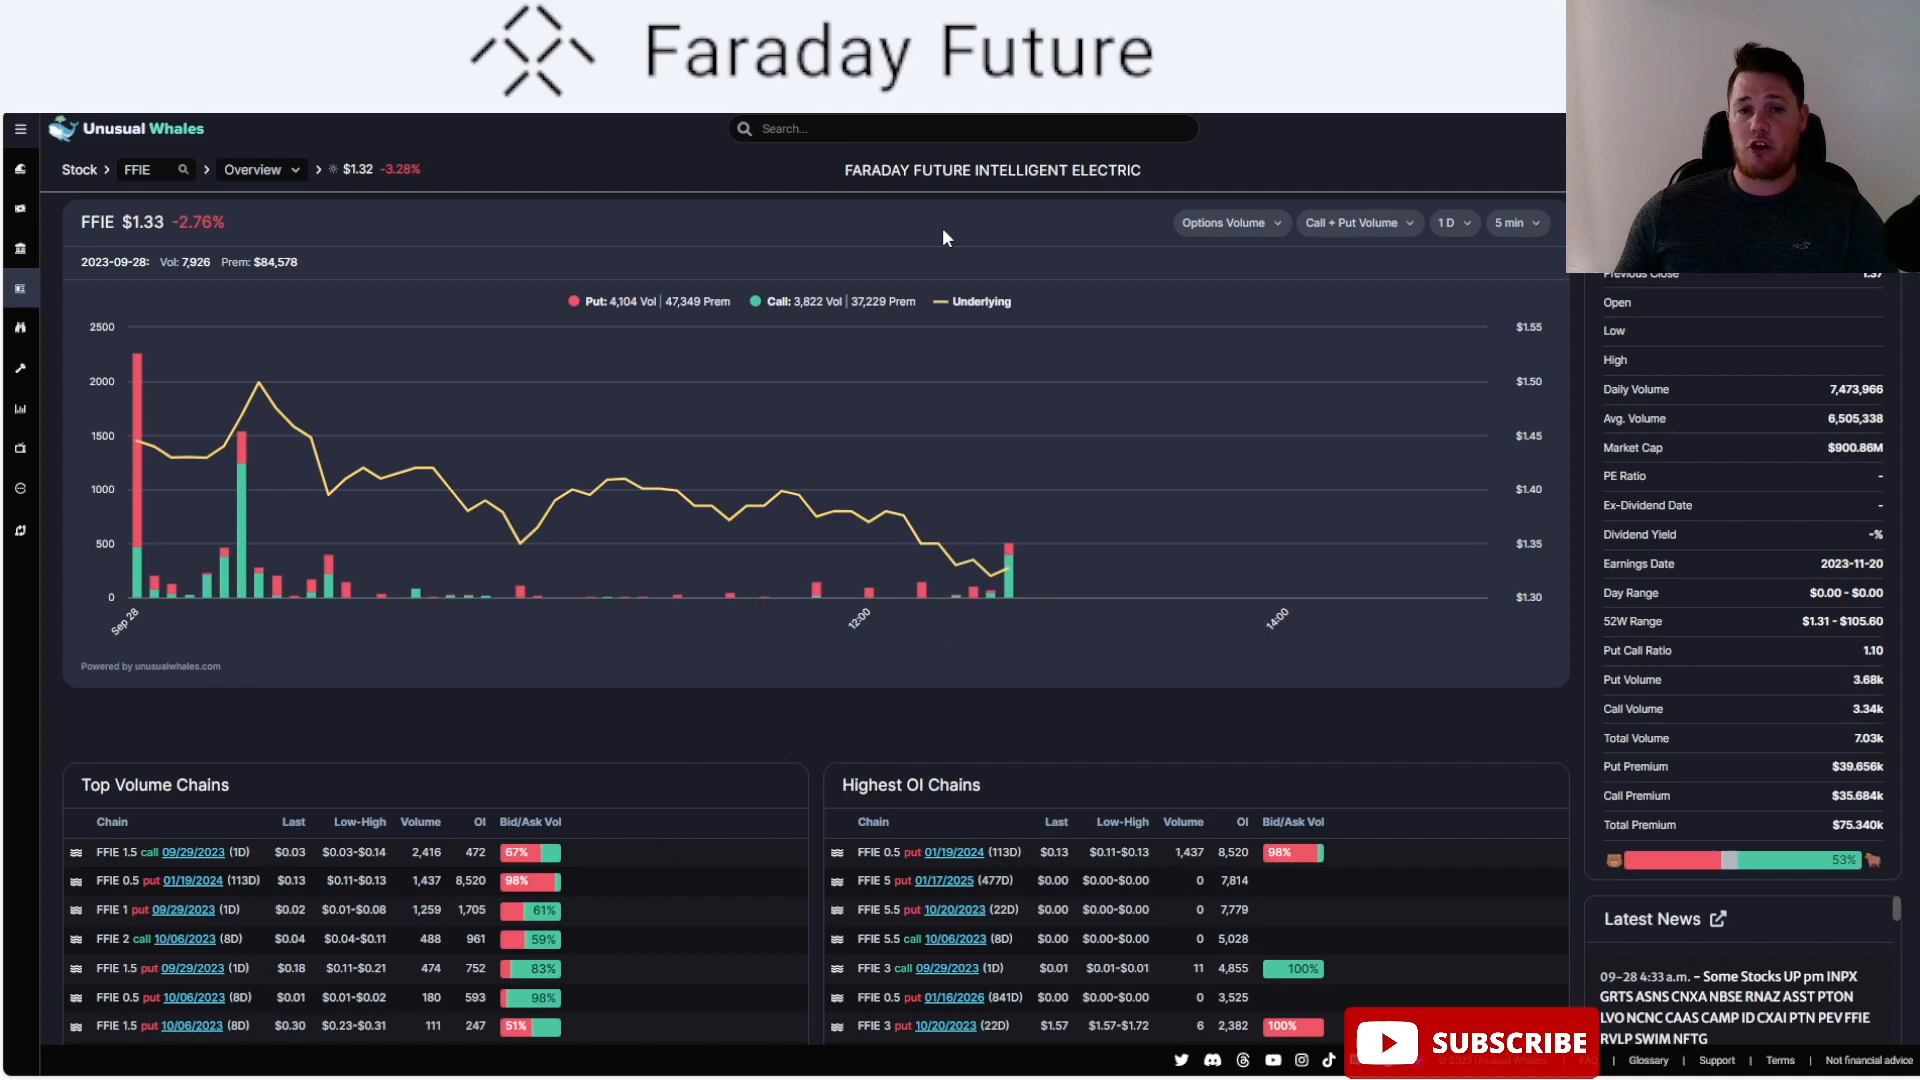 Faraday Future
Unusual Whales
Search...
Stock > FFIE > Overview > $1.32 -3.28%
FARADAY FUTURE INTELLIGENT ELECTRIC
FFIE $1.33 -2.76%
Options Volume
Call + Put Volume
1 D
5 min
2023-09-28: Vol: 7,926 Prem: $84,578
Put: 4,104 Vol | 47,349 Prem
Call: 3,822 Vol | 37,229 Prem
Underlying
2500
2000
1500
1000
500
0
$1.55
$1.50
$1.45
$1.40
$1.35
$1.30
Sep 28
12:00
14:00
Powered by unusualwhales.com
Top Volume Chains
Chain Last Low-High Volume OI Bid/Ask Vol
FFIE 1.5 call 09/29/2023 (1D) $0.03 $0.03-$0.14 2,416 472 67%
FFIE 0.5 put 01/19/2024 (113D) $0.13 $0.11-$0.13 1,437 8,520 98%
FFIE 1 put 09/29/2023 (1D) $0.02 $0.01-$0.08 1,259 1,705 61%
FFIE 2 call 10/06/2023 (8D) $0.04 $0.04-$0.11 488 961 59%
FFIE 1.5 put 09/29/2023 (1D) $0.18 $0.11-$0.21 474 752 83%
FFIE 0.5 put 10/06/2023 (8D) $0.01 $0.01-$0.02 180 593 98%
FFIE 1.5 put 10/06/2023 (8D) $0.30 $0.23-$0.31 111 247 51%
Highest OI Chains
Chain Last Low-High Volume OI Bid/Ask Vol
FFIE 0.5 put 01/19/2024 (113D) $0.13 $0.11-$0.13 1,437 8,520 98%
FFIE 5 put 01/17/2025 (477D) $0.00 $0.00-$0.00 0 7,814
FFIE 5.5 put 10/20/2023 (22D) $0.00 $0.00-$0.00 0 7,779
FFIE 5.5 call 10/06/2023 (8D) $0.00 $0.00-$0.00 0 5,028
FFIE 3 call 09/29/2023 (1D) $0.01 $0.01-$0.01 11 4,855 100%
FFIE 0.5 put 01/16/2026 (841D) $0.00 $0.00-$0.00 0 3,525
FFIE 3 put 10/20/2023 (22D) $1.57 $1.57-$1.72 6 2,382 100%
Previous Close 1.37
Open
Low
High
Daily Volume 7,473,966
Avg. Volume 6,505,338
Market Cap $900.86M
PE Ratio -
Ex-Dividend Date -
Dividend Yield -%
Earnings Date 2023-11-20
Day Range $0.00 - $0.00
52W Range $1.31 - $105.60
Put Call Ratio 1.10
Put Volume 3.68k
Call Volume 3.34k
Total Volume 7.03k
Put Premium $39.656k
Call Premium $35.684k
Total Premium $75.340k
53%
Latest News
09-28 4:33 a.m. - Some Stocks UP pm INPX
GRTS ASNS CNXA NBSE RNAZ ASST PTON
LVO NCNC CAAS CAMP ID CXAI PTN PEV FFIE
RVLP SWIM NFTG
SUBSCRIBE
FAQ | Glossary | Support | Terms | Not financial advice